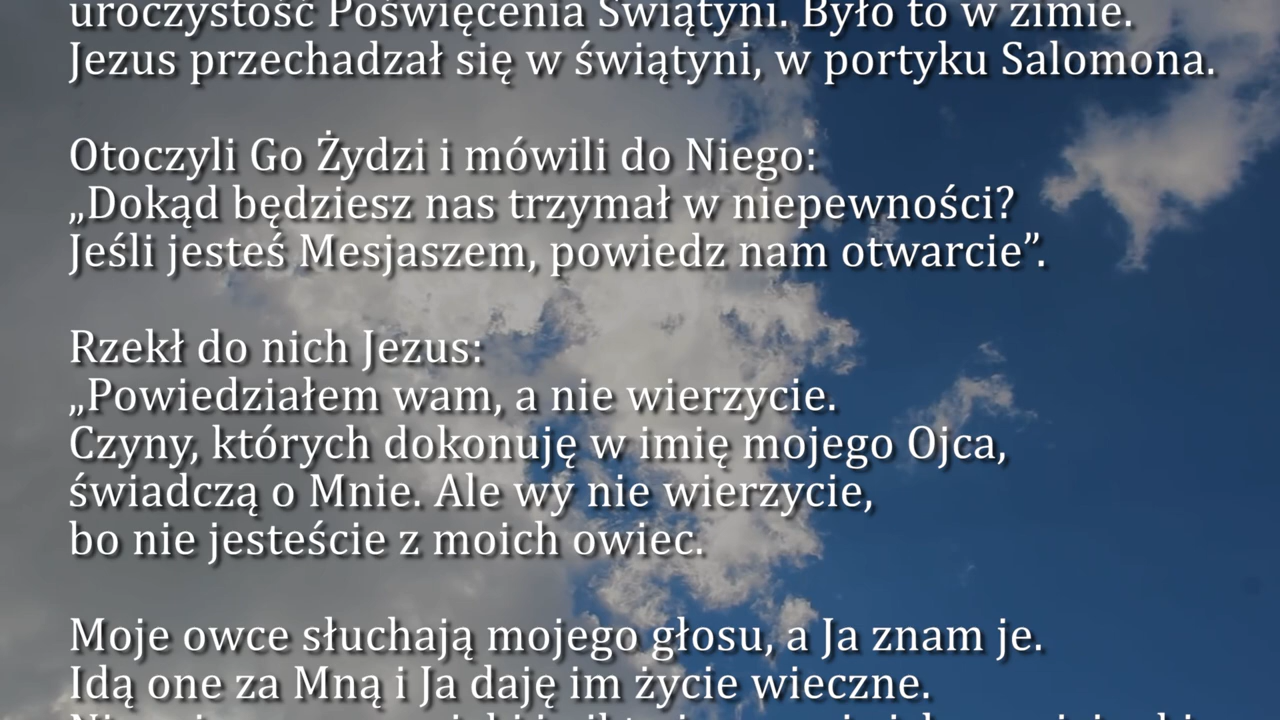 uroczystość Poświęcenia Świątyni. Było to w zimie.
Jezus przechadzał się w świątyni, w portyku Salomona.
Otoczyli Go Żydzi i mówili do Niego:
„Dokąd będziesz nas trzymał w niepewności?
Jeśli jesteś Mesjaszem, powiedz nam otwarcie”.
Rzekł do nich Jezus:
„Powiedziałem wam, a nie wierzycie.
Czyny, których dokonuję w imię mojego Ojca,
świadczą o Mnie. Ale wy nie wierzycie,
bo nie jesteście z moich owiec.
Moje owce słuchają mojego głosu, a Ja znam je.
Idą one za Mną i Ja daję im życie wieczne.